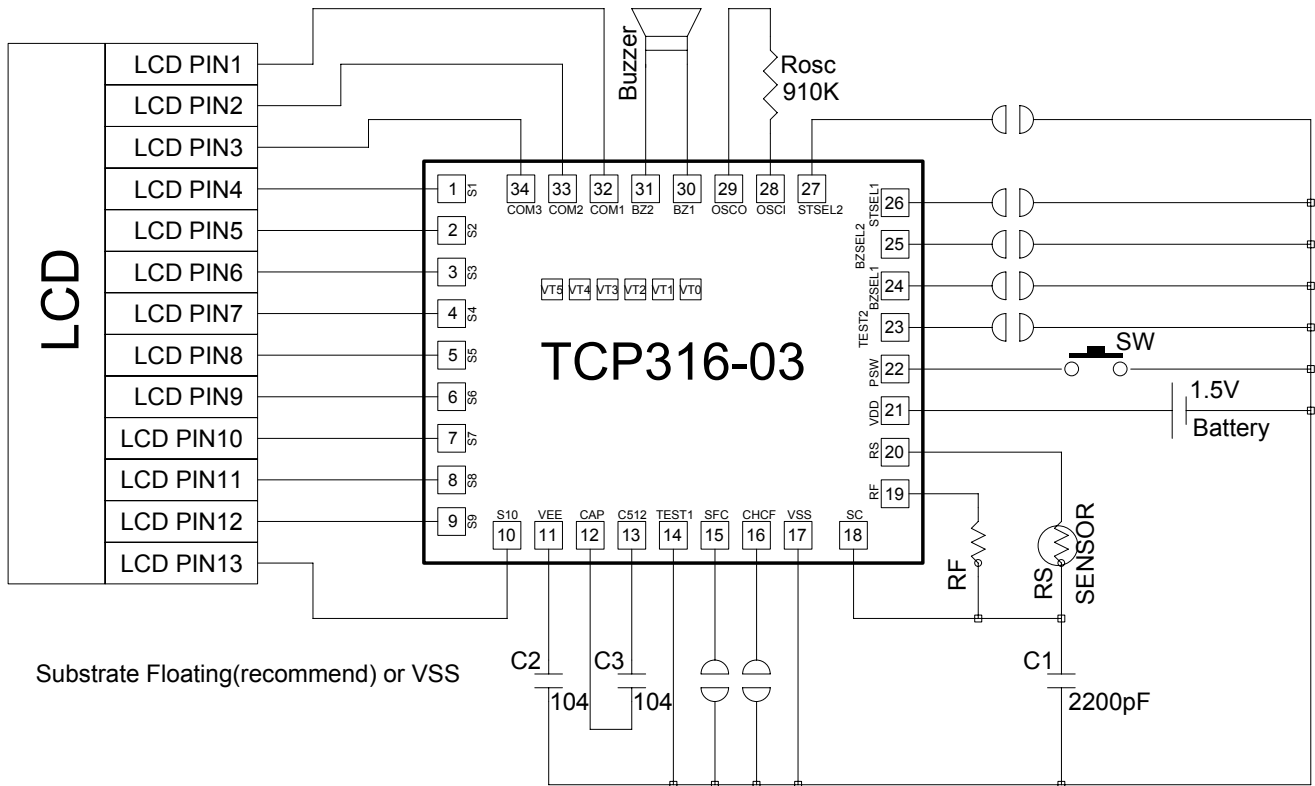 LCD
LCD PIN1
LCD PIN2
LCD PIN3
LCD PIN4
LCD PIN5
LCD PIN6
LCD PIN7
LCD PIN8
LCD PIN9
LCD PIN10
LCD PIN11
LCD PIN12
LCD PIN13
Buzzer
Rosc
910K
34
33
32
31
30
29
28
27
COM3
COM2
COM1
BZ2
BZ1
OSCO
OSCI
STSEL2
1 S1
2 S2
3 S3
4 S4
5 S5
6 S6
7 S7
8 S8
9 S9
VT5
VT4
VT3
VT2
VT1
VT0
TCP316-03
STSEL1 26
BZSEL2 25
BZSEL1 24
TEST2 23
PSW 22
VDD 21
RS 20
RF 19
SW
1.5V
Battery
S10
VEE
CAP
C512
TEST1
SFC
CHCF
VSS
SC
10
11
12
13
14
15
16
17
18
RF
RS
SENSOR
C2
104
C3
104
C1
2200pF
Substrate Floating(recommend) or VSS